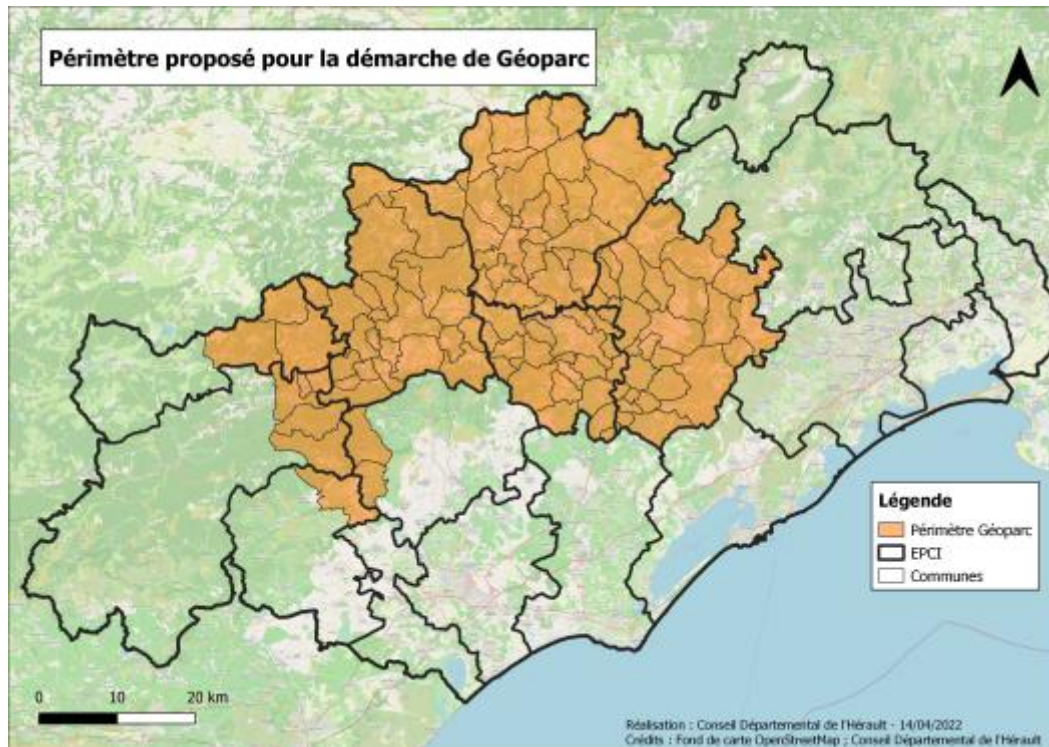 Périmètre proposé pour la démarche de Géoparc
Légende
Périmètre Géoparc
EPCI
Communes
0 10 20 km
Réalisation : Conseil Départemental de l'Hérault - 14/04/2022
Crédits : Fond de carte OpenStreetMap ; Conseil Départemental de l'Hérault